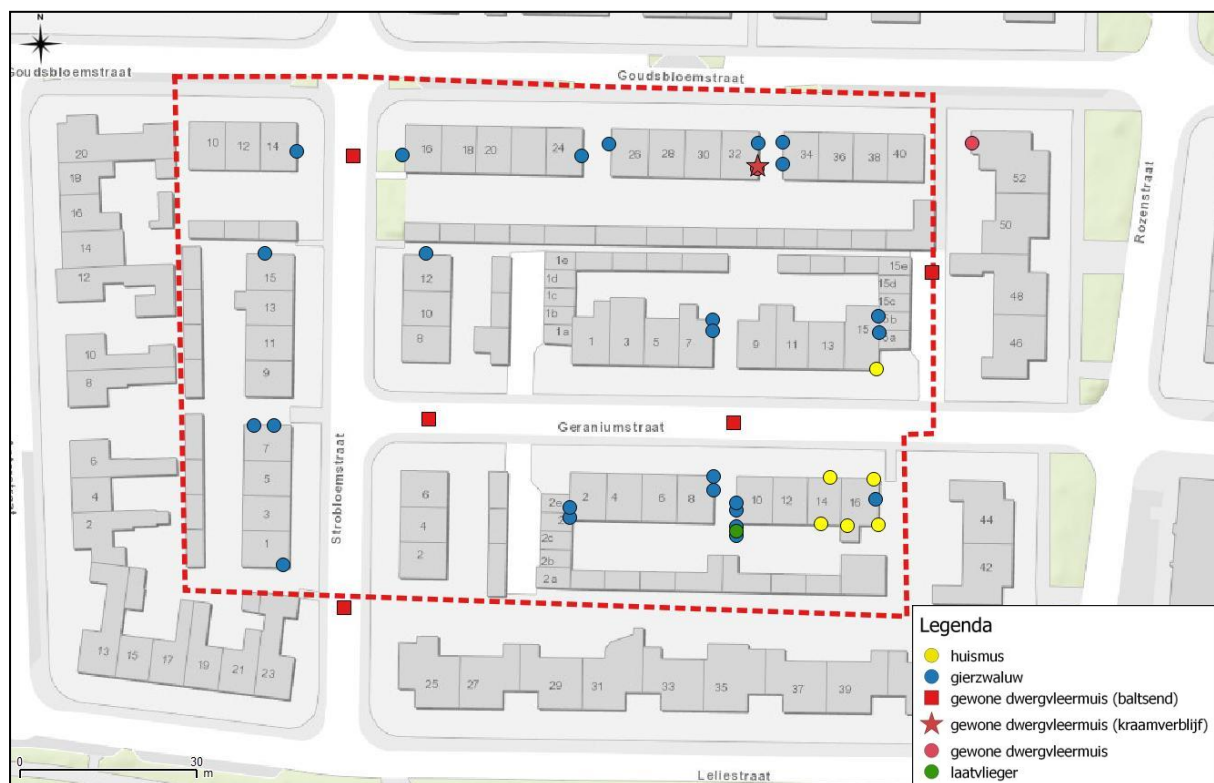 N
Goudsbloemstraat
Goudsbloemstraat
10 12 14
16 18 20 24
26 28 30 32
34 36 38 40
20
18
16
14
12
10
8
6
4
2
52
50
48
46
Rozenstraat
15
13
11
9
12
10
8
1e
1d
1c
1b
1a
1 3 5 7
9 11 13 15
15e
15d
15c
Geraniumstraat
Strobloemstraat
7
5
3
1
6
4
2
2e
2c
2b
2a
2 4 6 8
10 12 14 16
44
42
13 15 17 19 21 23
25 27 29 31 33 35 37 39
Leliestraat
0 30
m
Legenda
huismus
gierzwaluw
gewone dwergvleermuis (baltsend)
gewone dwergvleermuis (kraamverblijf)
gewone dwergvleermuis
laatvlieger